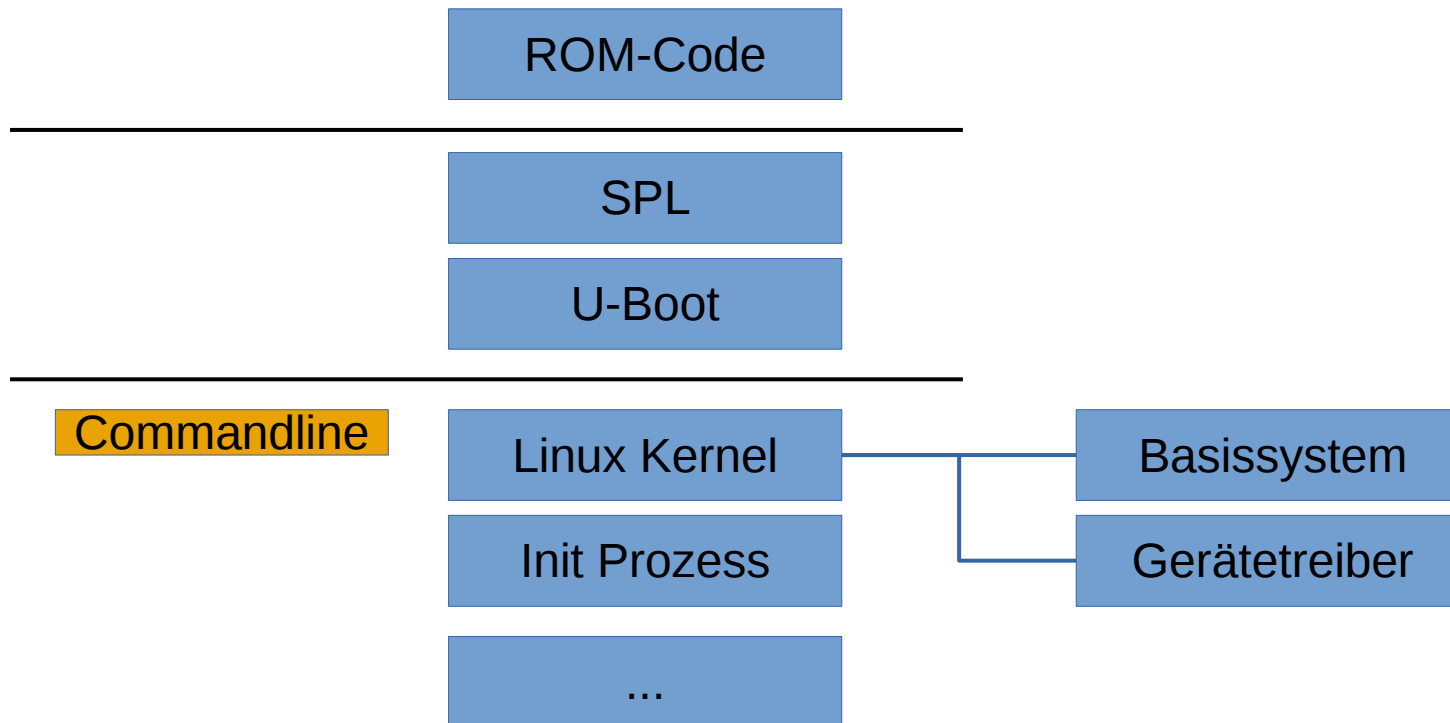 ROM-Code
SPL
U-Boot
Commandline
Linux Kernel
Basissystem
Init Prozess
Gerätetreiber
...